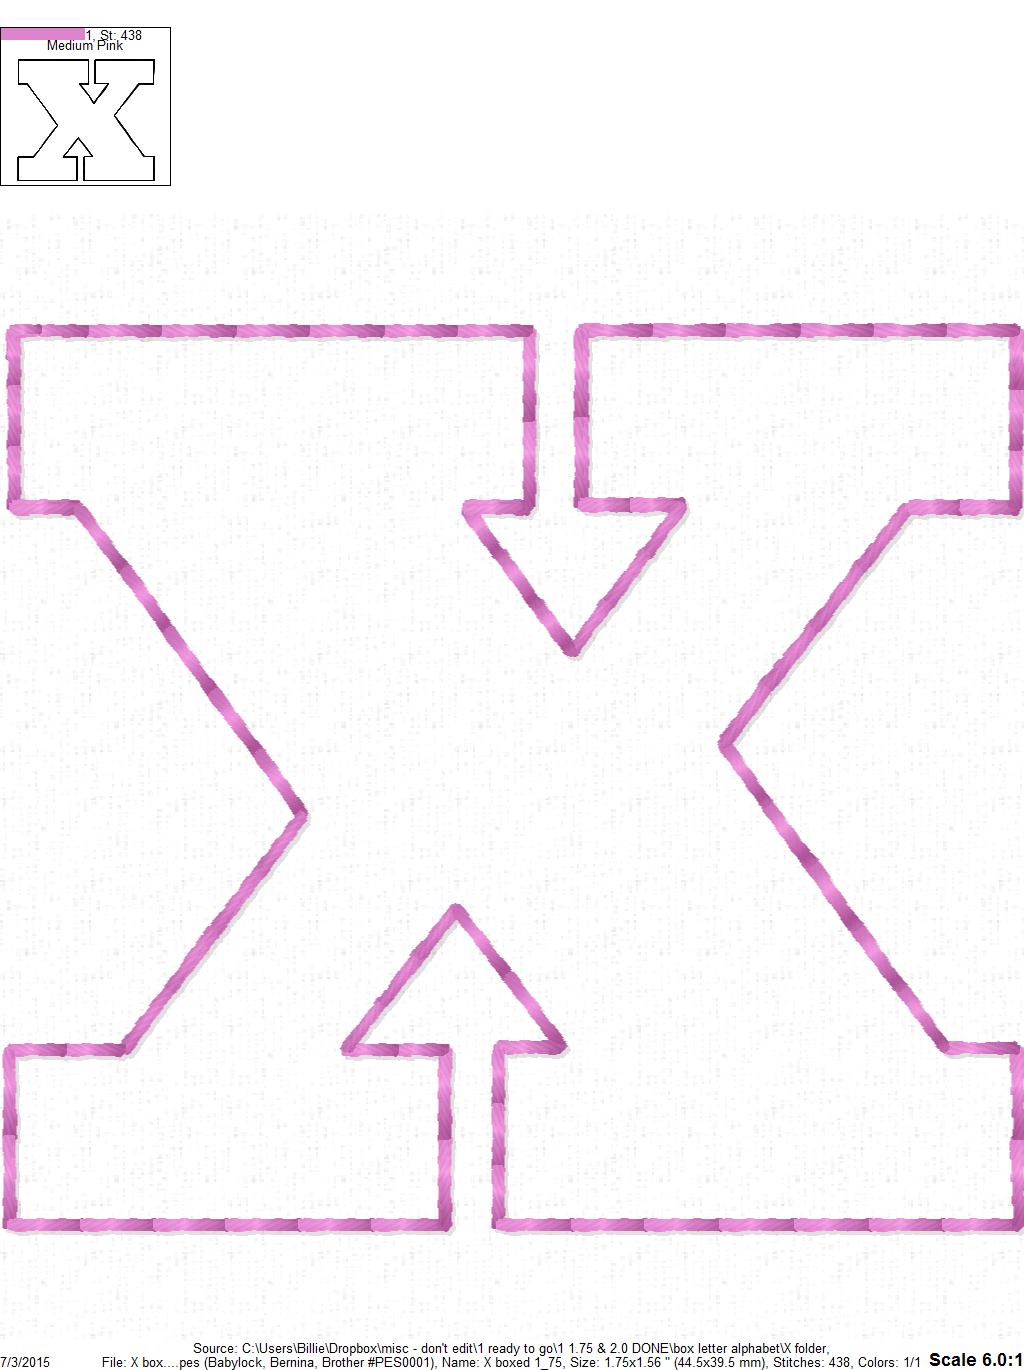 1, St: 438
Medium Pink
Source: C:\Users\Billie\Dropbox\misc - don't edit\1 ready to go\1 1.75 & 2.0 DONE\box letter alphabet\X folder,
7/3/2015 File: X box....pes (Babylock, Bernina, Brother #PES0001), Name: X boxed 1_75, Size: 1.75x1.56 " (44.5x39.5 mm), Stitches: 438, Colors: 1/1 Scale 6.0:1